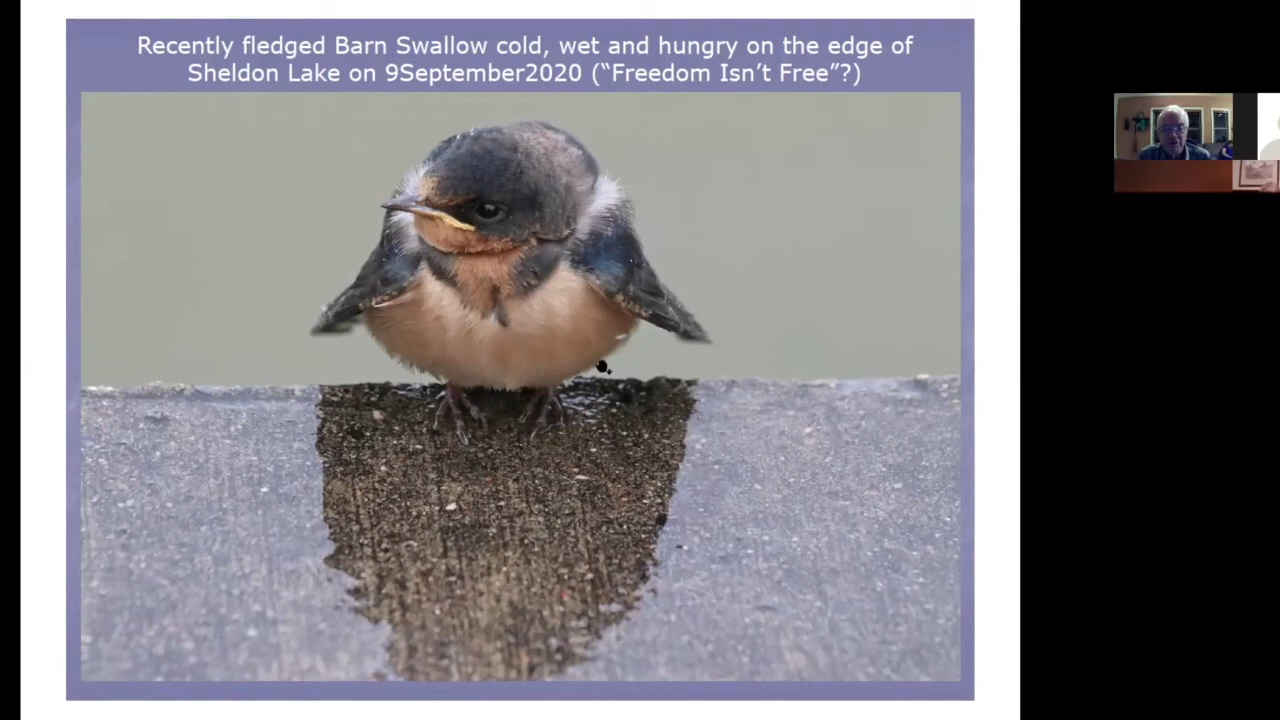 Recently fledged Barn Swallow cold, wet and hungry on the edge of
Sheldon Lake on 9September2020 (“Freedom Isn’t Free”?)